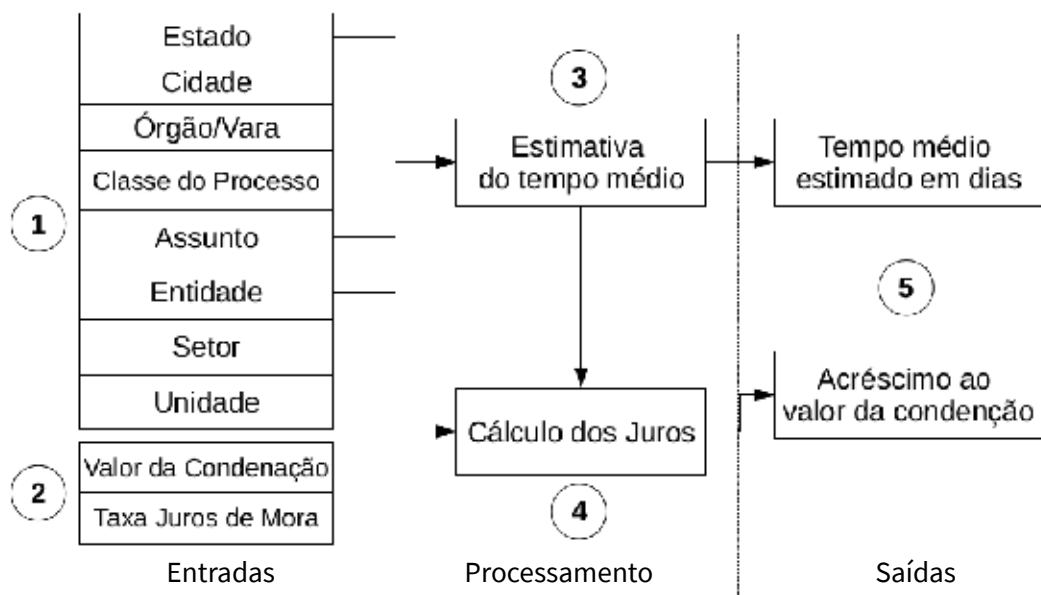 Estado
Cidade
Órgão/Vara
Classe do Processo
1
Assunto
Entidade
Setor
Unidade
2
Valor da Condenação
Taxa Juros de Mora
Entradas
3
Estimativa
do tempo médio
Cálculo dos Juros
4
Processamento
Tempo médio
estimado em dias
5
Acréscimo ao
valor da condenção
Saídas